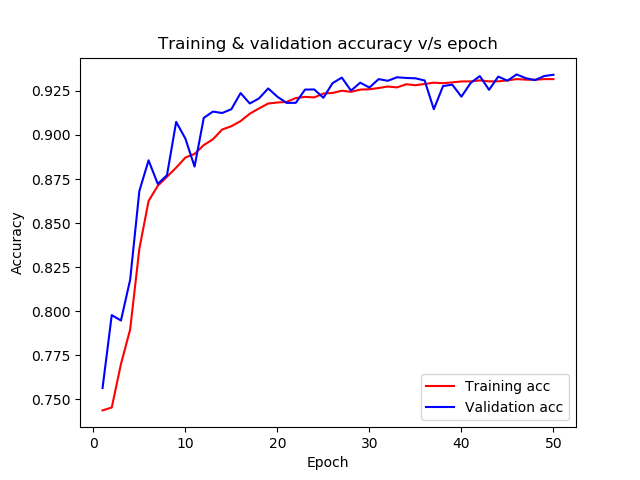 Training & validation accuracy v/s epoch
0.925
0.900
0.875
0.850
0.825
0.800
0.775
0.750
Accuracy
0 10 20 30 40 50
Epoch
Training acc
Validation acc